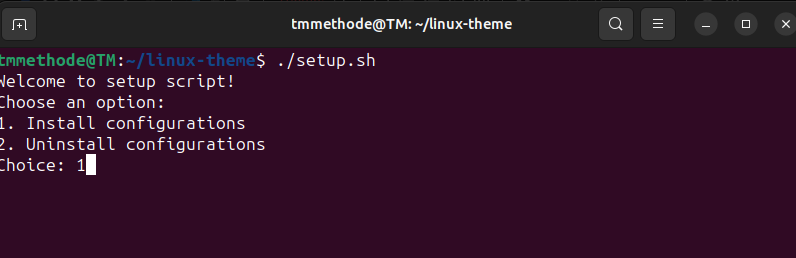 tmmethode@TM: ~/linux-theme
tmmethode@TM:~/linux-theme$ ./setup.sh
Welcome to setup script!
Choose an option:
1. Install configurations
2. Uninstall configurations
Choice: 1